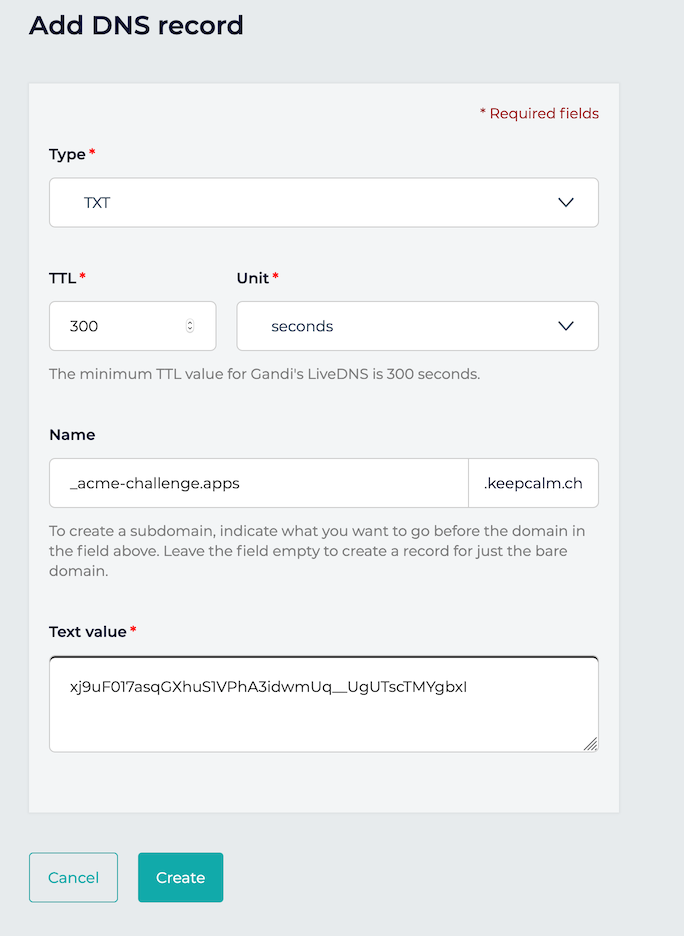 Add DNS record
* Required fields
Type *
TXT
TTL * Unit *
300 seconds
The minimum TTL value for Gandi's LiveDNS is 300 seconds.
Name
_acme-challenge.apps .keepcalm.ch
To create a subdomain, indicate what you want to go before the domain in
the field above. Leave the field empty to create a record for just the bare
domain.
Text value *
xj9uF017asqGXhuS1VPhA3idwmUq__UgUTscTMYgbxI
Cancel Create